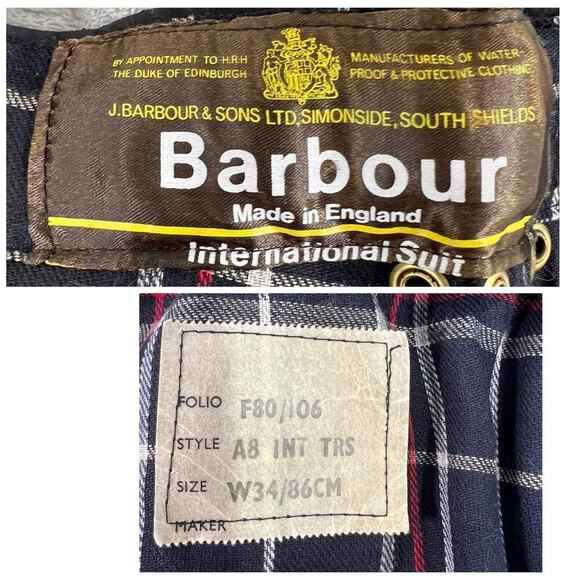 BY APPOINTMENT TO H.R.H
THE DUKE OF EDINBURGH
MANUFACTURERS OF WATER-
PROOF & PROTECTIVE CLOTHING
J. BARBOUR & SONS LTD, SIMONSIDE, SOUTH SHIELDS
Barbour
Made in England
International Suit
FOLIO F80/106
STYLE A8 INT TRS
SIZE W34/86CM
MAKER